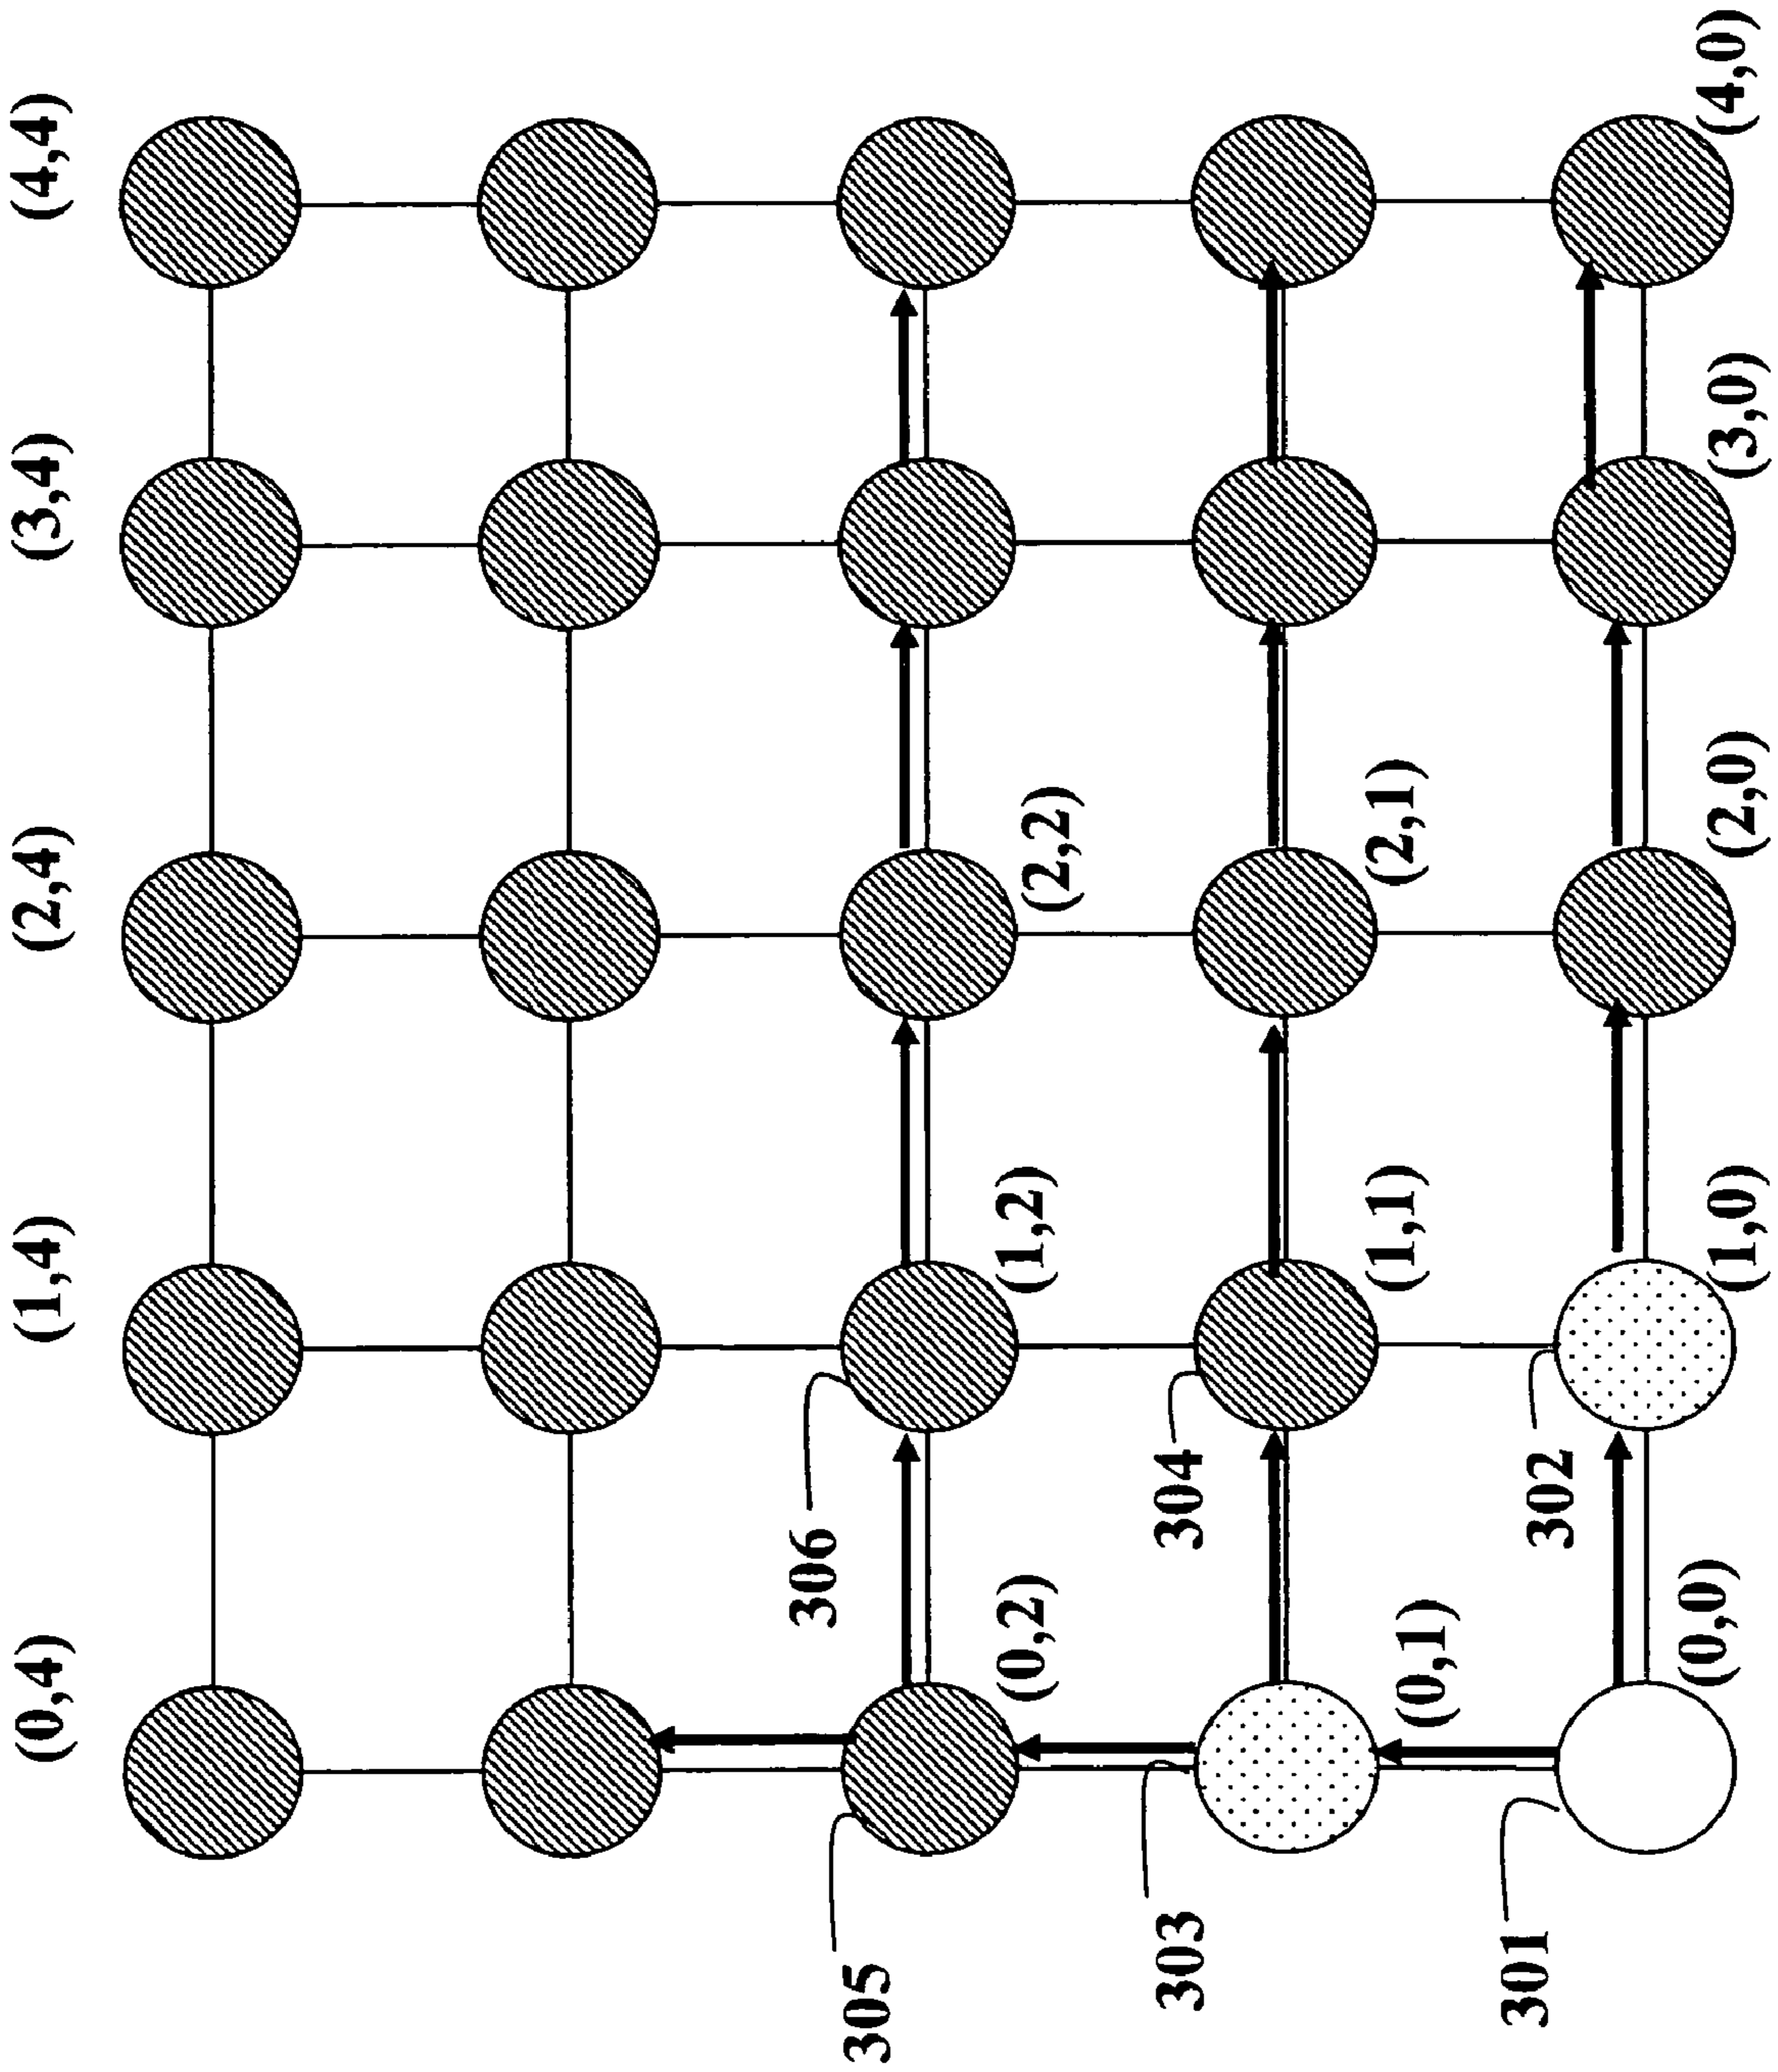 (0,4) (1,4) (2,4) (3,4) (4,4)
306
305
(0,2) (1,2) (2,2)
303 304
(0,1) (1,1) (2,1)
301 302
(0,0) (1,0) (2,0) (3,0) (4,0)